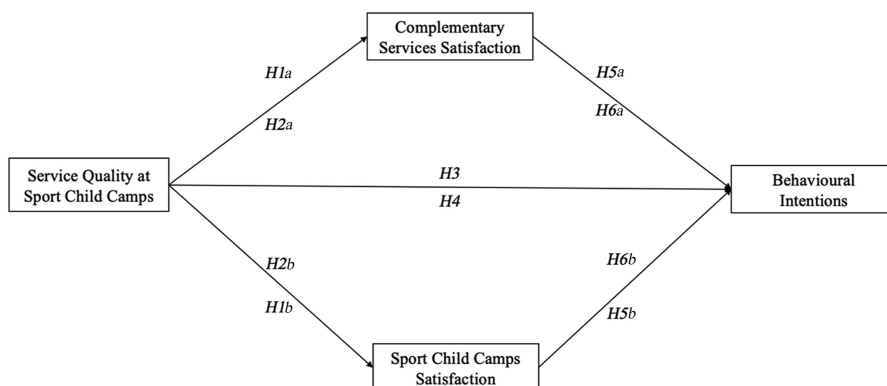 Complementary
Services Satisfaction
H1a
H5a
H2a
H6a
Service Quality at
Sport Child Camps
H3
H4
Behavioural
Intentions
H2b
H6b
H1b
H5b
Sport Child Camps
Satisfaction